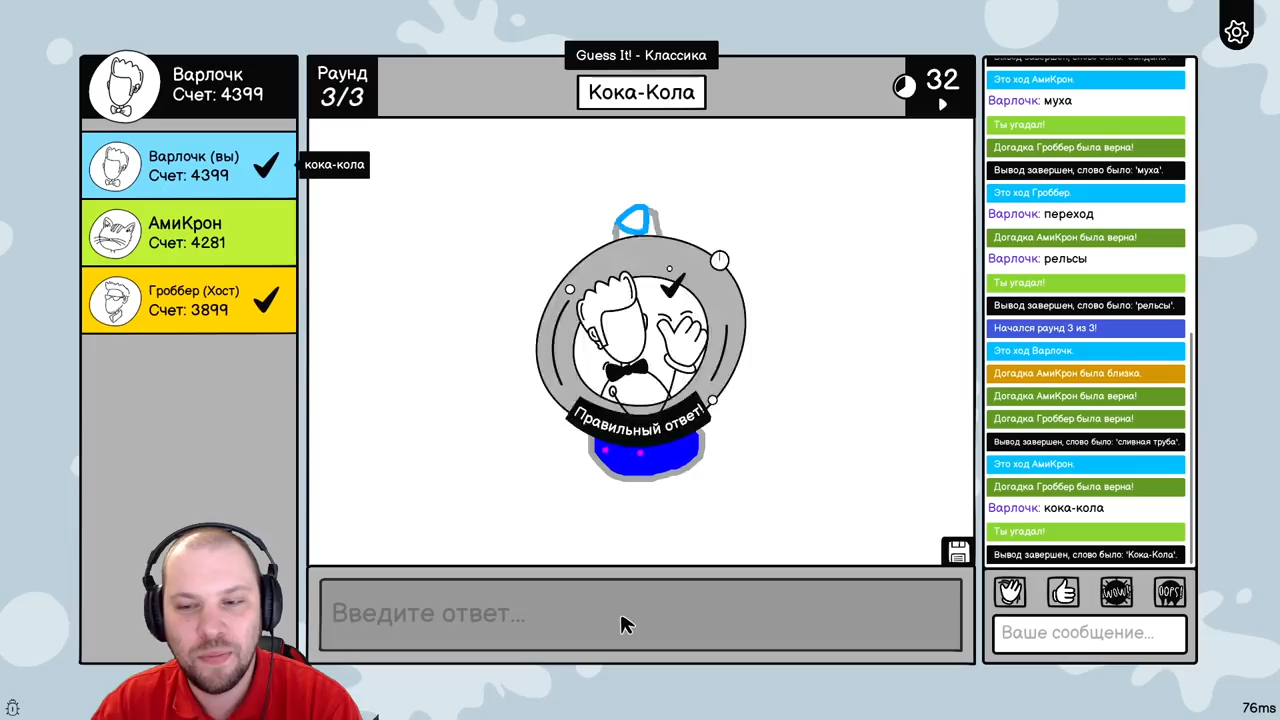 Guess It! - Классика
Варлочк
Счет: 4399
Раунд
3/3
Кока-Кола
32
Варлочк (вы)
Счет: 4399
кока-кола
АмиКрон
Счет: 4281
Гроббер (Хост)
Счет: 3899
Правильный ответ!
Введите ответ...
Это ход АмиКрон.
Варлочк: муха
Ты угадал!
Догадка Гроббер была верна!
Вывод завершен, слово было: 'муха'.
Это ход Гроббер.
Варлочк: переход
Догадка АмиКрон была верна!
Варлочк: рельсы
Ты угадал!
Вывод завершен, слово было: 'рельсы'.
Начался раунд 3 из 3!
Это ход Варлочк.
Догадка АмиКрон была близка.
Догадка АмиКрон была верна!
Догадка Гроббер была верна!
Вывод завершен, слово было: 'сливная труба'.
Это ход АмиКрон.
Догадка Гроббер была верна!
Варлочк: кока-кола
Ты угадал!
Вывод завершен, слово было: 'Кока-Кола'.
WOW!
OOPS!
Ваше сообщение...
76ms